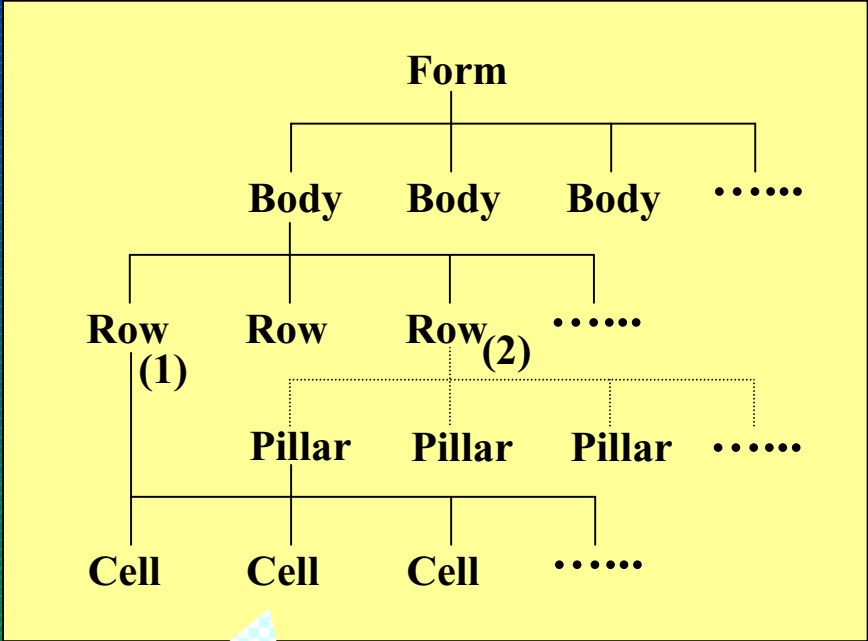 Form
Body Body Body ......
Row Row Row ......
(1) (2)
Pillar Pillar Pillar ......
Cell Cell Cell ......